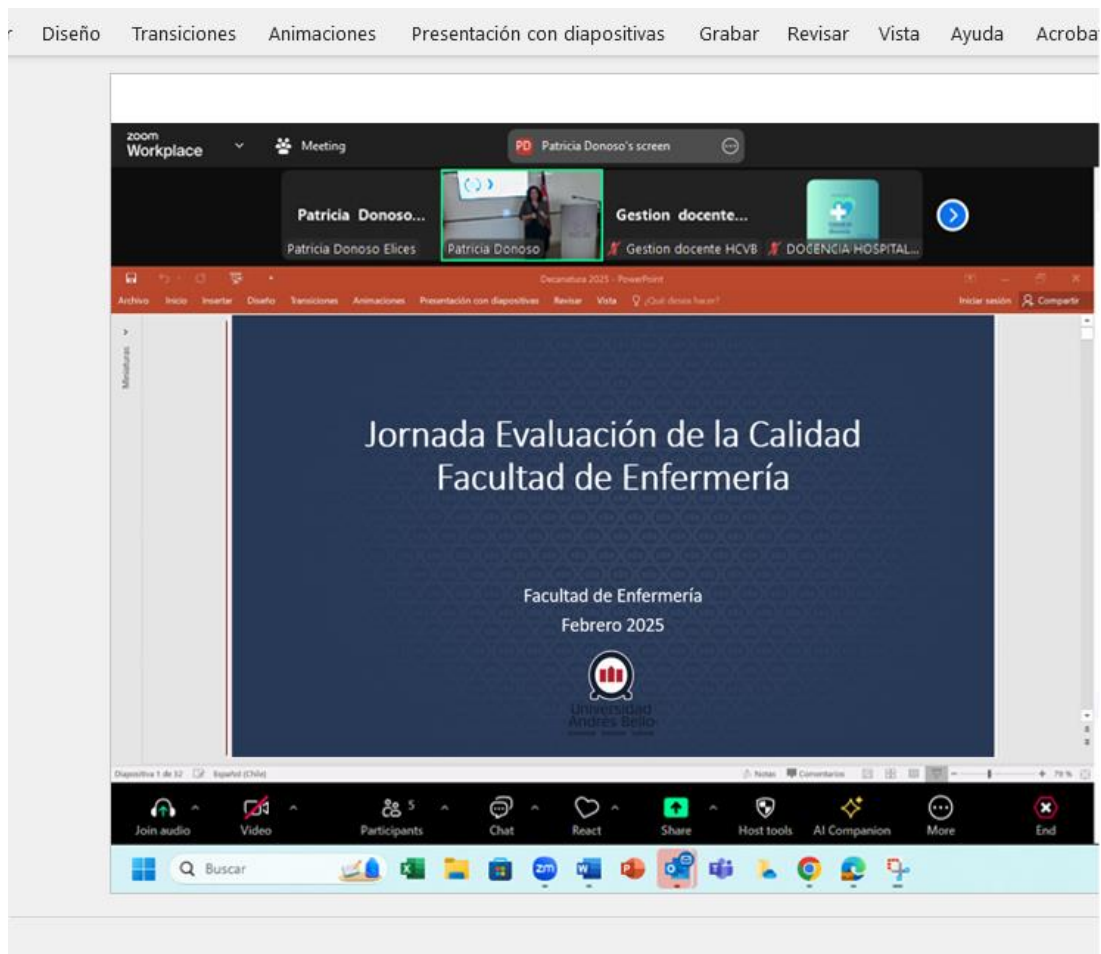 Diseño Transiciones Animaciones Presentación con diapositivas Grabar Revisar Vista Ayuda Acroba
zoom
Workplace
Meeting
PD Patricia Donoso's screen
Patricia Donoso...
Gestion docente...
Patricia Donoso Elices
Patricia Donoso
Gestion docente HCVB
DOCENCIA HOSPITAL...
Decanatura 2025 - PowerPoint
Archivo Inicio Insertar Diseño Transiciones Animaciones Presentación con diapositivas Revisar Vista ¿Qué desea hacer? Iniciar sesión Compartir
Miniaturas
Jornada Evaluación de la Calidad
Facultad de Enfermería
Facultad de Enfermería
Febrero 2025
Universidad
Andrés Bello
Diapositiva 1 de 32 Español (Chile) Notas Comentarios 79 %
5
Join audio Video Participants Chat React Share Host tools AI Companion More End
Buscar
zm